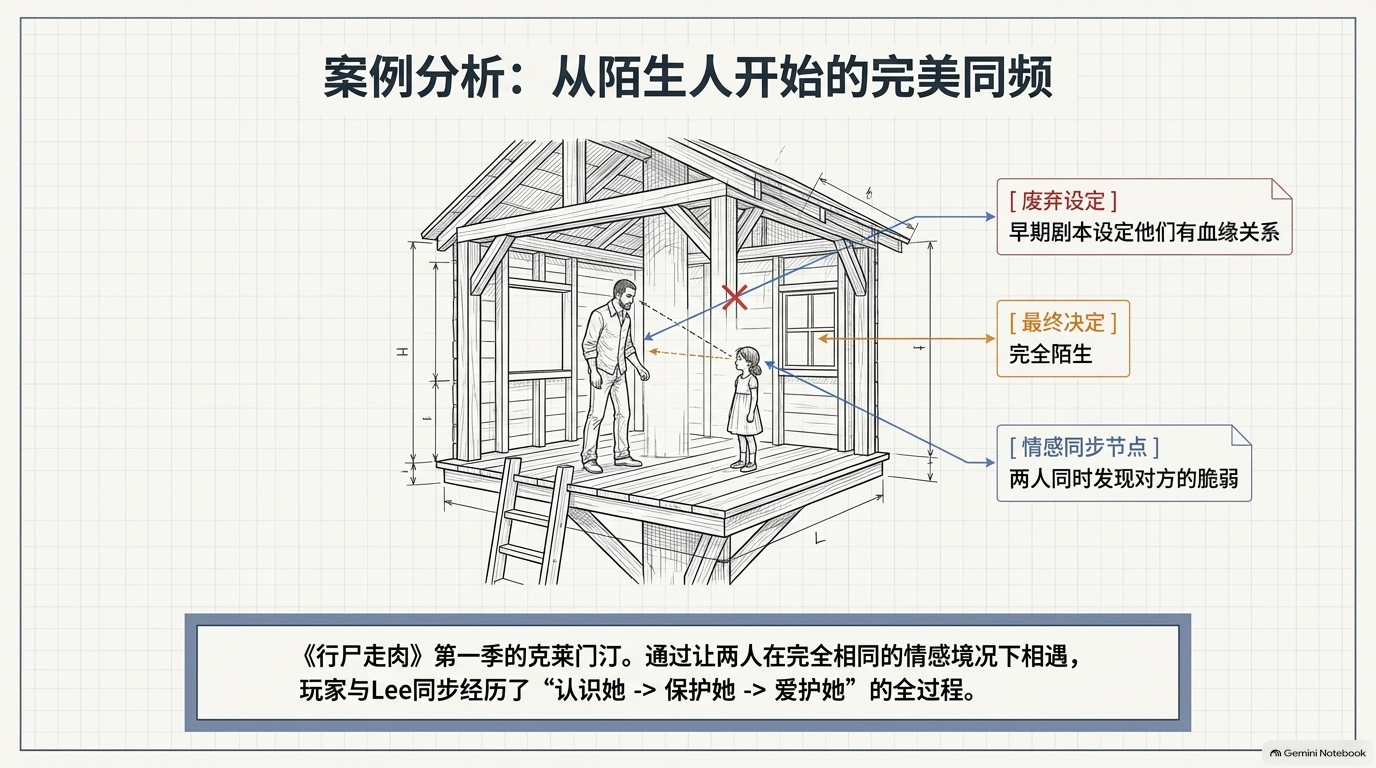 案例分析：从陌生人开始的完美同频
[ 废弃设定 ]
早期剧本设定他们有血缘关系
[ 最终决定 ]
完全陌生
[ 情感同步节点 ]
两人同时发现对方的脆弱
H
L
《行尸走肉》第一季的克莱门汀。通过让两人在完全相同的情感境况下相遇，
玩家与Lee同步经历了“认识她 -> 保护她 -> 爱护她”的全过程。
Gemini Notebook